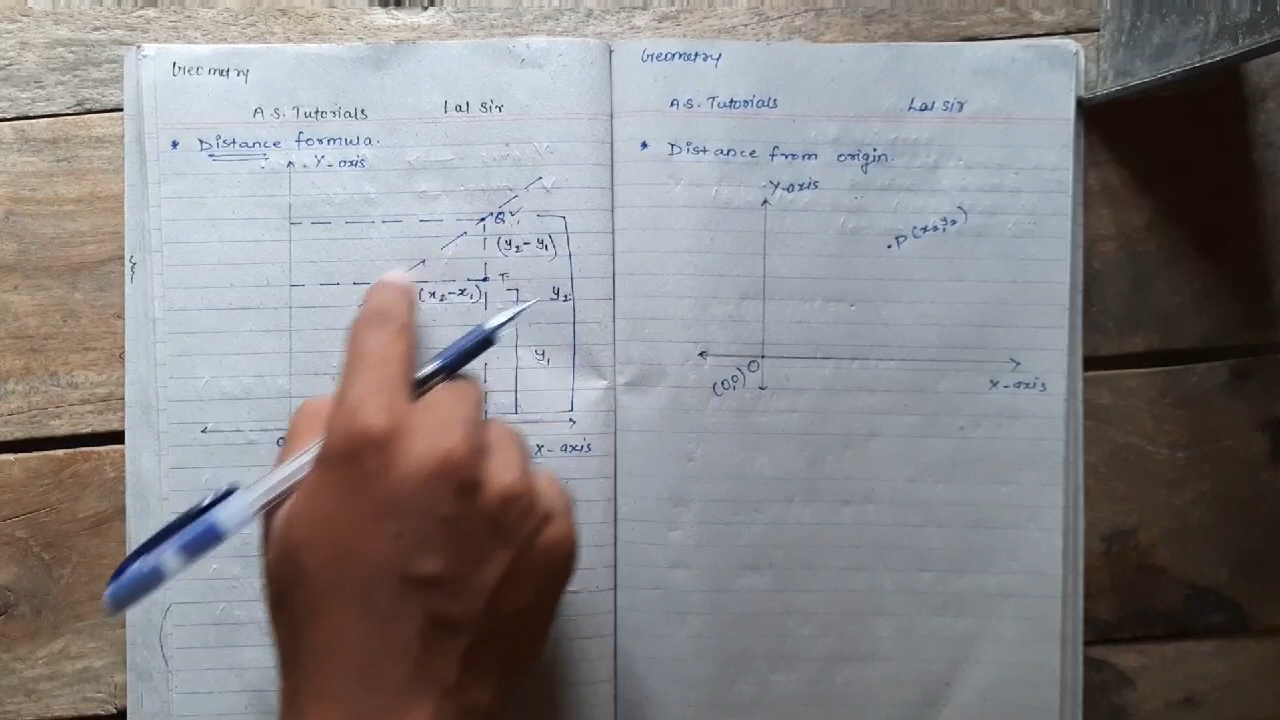 Geometry
A.S. Tutorials Lal sir
* Distance formula.
Y-axis
Q
(y₂-y₁)
T
(x₂-x₁)
y₂
y₁
X-axis
Geometry
A.S. Tutorials Lal sir
* Distance from origin.
Y-axis
.P(x₂,y₂)
O
(0,0)
X-axis